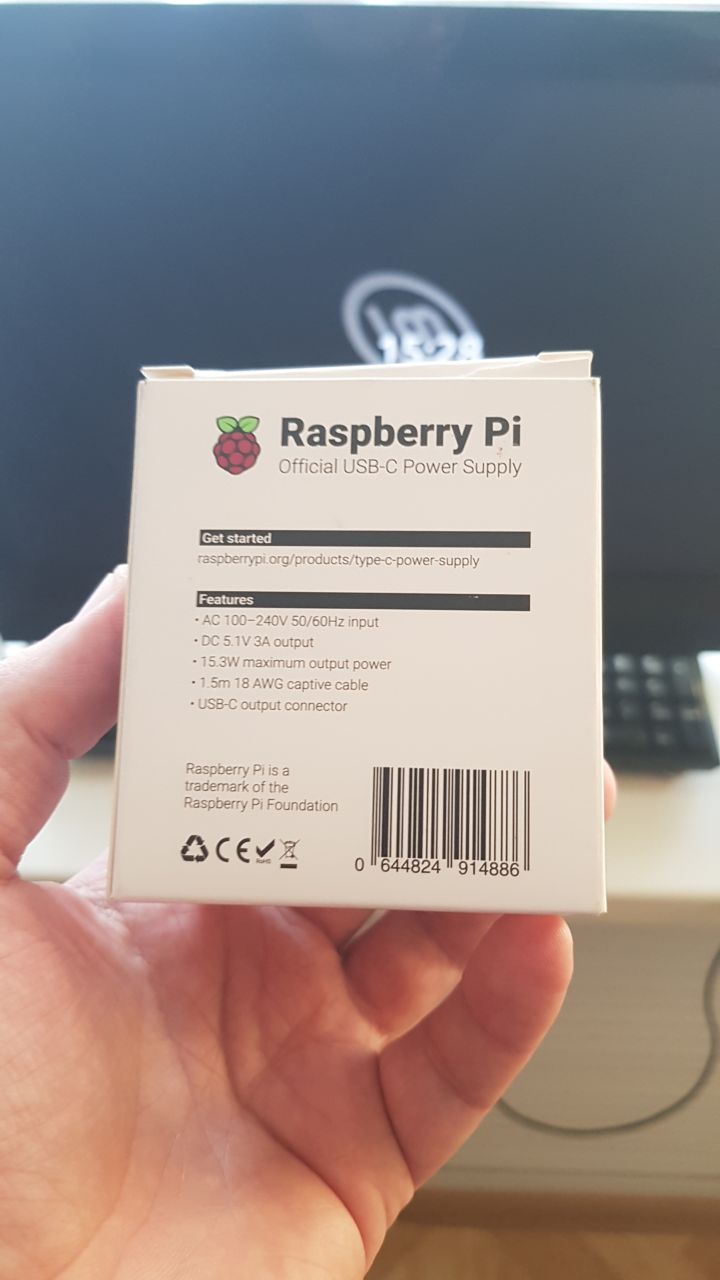 15:29
Raspberry Pi
Official USB-C Power Supply
Get started
raspberrypi.org/products/type-c-power-supply
Features
• AC 100–240V 50/60Hz input
• DC 5.1V 3A output
• 15.3W maximum output power
• 1.5m 18 AWG captive cable
• USB-C output connector
Raspberry Pi is a
trademark of the
Raspberry Pi Foundation
CE RoHS
0 644824 914886